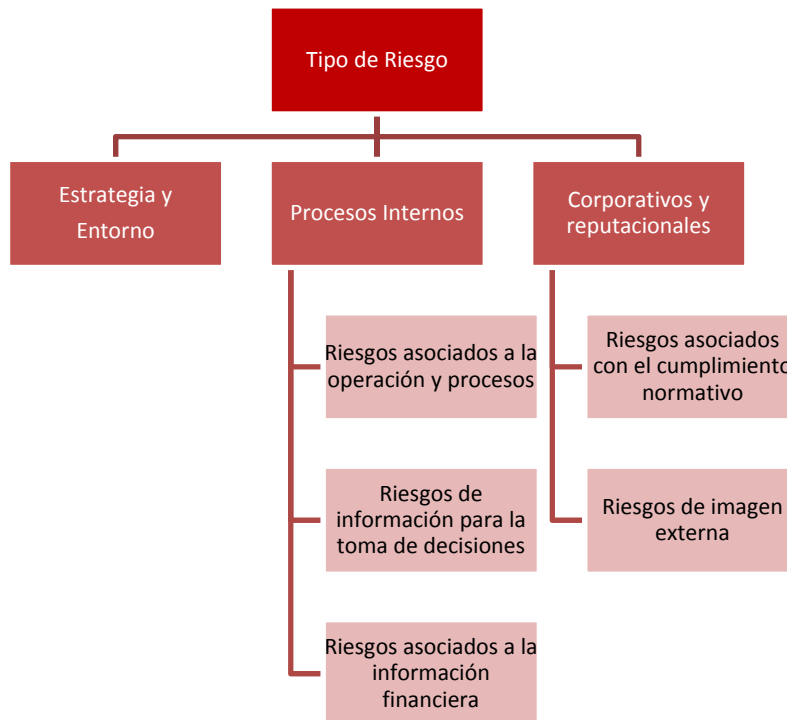 Tipo de Riesgo
Estrategia y
Entorno
Procesos Internos
Corporativos y
reputacionales
Riesgos asociados a la
operación y procesos
Riesgos de
información para la
toma de decisiones
Riesgos asociados a la
información
financiera
Riesgos asociados
con el cumplimiento
normativo
Riesgos de imagen
externa